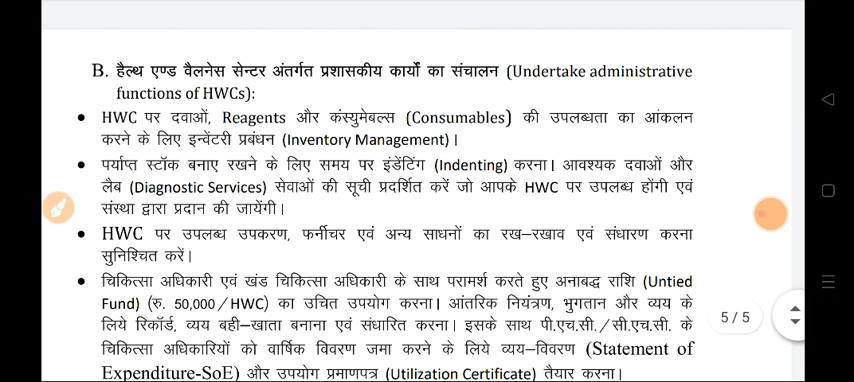 B. हैल्थ एण्ड वैलनेस सेन्टर अंतर्गत प्रशासकीय कार्यों का संचालन (Undertake administrative
functions of HWCs):
• HWC पर दवाओं, Reagents और कंस्युमेबल्स (Consumables) की उपलब्धता का आंकलन
करने के लिए इन्वेंटरी प्रबंधन (Inventory Management)।
• पर्याप्त स्टॉक बनाए रखने के लिए समय पर इंडेंटिंग (Indenting) करना। आवश्यक दवाओं और
लैब (Diagnostic Services) सेवाओं की सूची प्रदर्शित करें जो आपके HWC पर उपलब्ध होंगी एवं
संस्था द्वारा प्रदान की जायेंगी।
• HWC पर उपलब्ध उपकरण, फर्नीचर एवं अन्य साधनों का रख–रखाव एवं संधारण करना
सुनिश्चित करें।
• चिकित्सा अधिकारी एवं खंड चिकित्सा अधिकारी के साथ परामर्श करते हुए अनाबद्ध राशि (Untied
Fund) (रु. 50,000/HWC) का उचित उपयोग करना। आंतरिक नियंत्रण, भुगतान और व्यय के
लिये रिकॉर्ड, व्यय बही–खाता बनाना एवं संधारित करना। इसके साथ पी.एच.सी./सी.एच.सी. के
चिकित्सा अधिकारियों को वार्षिक विवरण जमा करने के लिये व्यय–विवरण (Statement of
Expenditure-SoE) और उपयोग प्रमाणपत्र (Utilization Certificate) तैयार करना।
5 / 5